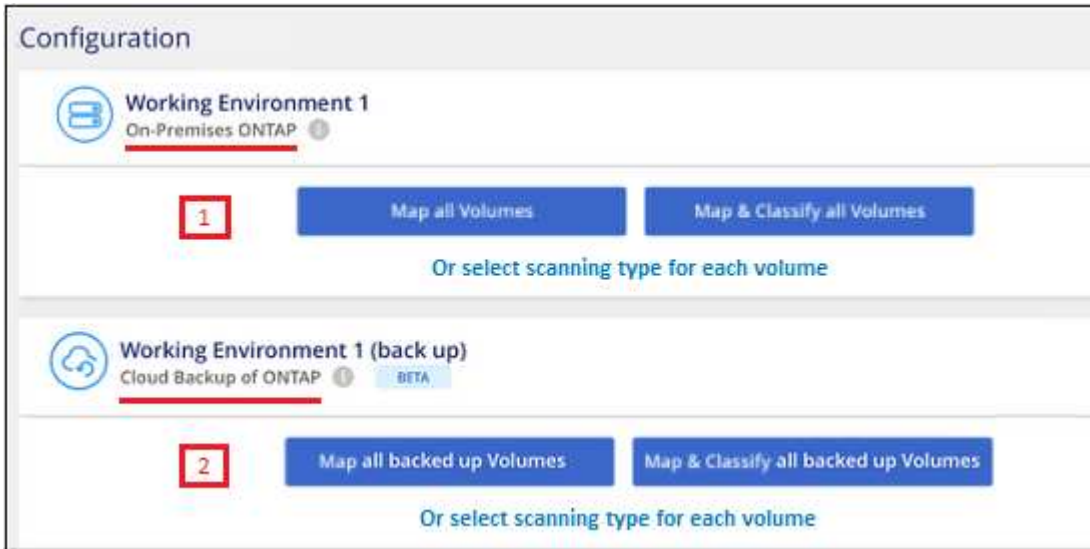 Configuration
Working Environment 1
On-Premises ONTAP
1
Map all Volumes
Map & Classify all Volumes
Or select scanning type for each volume
Working Environment 1 (back up)
Cloud Backup of ONTAP
BETA
2
Map all backed up Volumes
Map & Classify all backed up Volumes
Or select scanning type for each volume